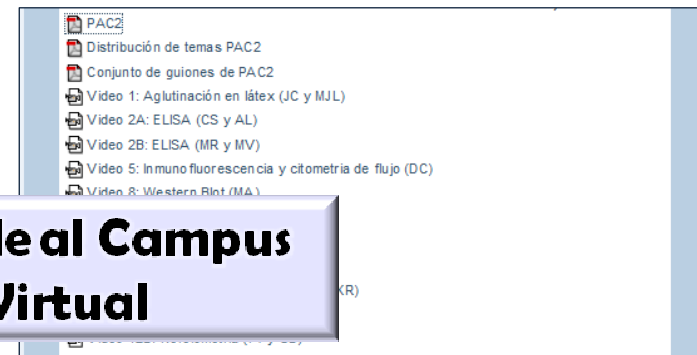 PAC2
Distribución de temas PAC2
Conjunto de guiones de PAC2
Video 1: Aglutinación en látex (JC y MJL)
Video 2A: ELISA (CS y AL)
Video 2B: ELISA (MR y MV)
Video 5: Inmunofluorescencia y citometria de flujo (DC)
Video 8: Western Blot (MA)
al Campus
Virtual
KR)